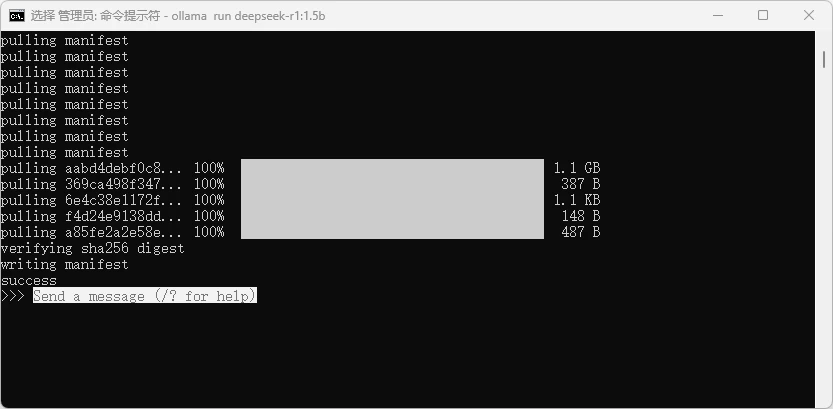 选择 管理员: 命令提示符 - ollama  run deepseek-r1:1.5b
pulling manifest
pulling manifest
pulling manifest
pulling manifest
pulling manifest
pulling manifest
pulling manifest
pulling manifest
pulling aabd4debf0c8... 100% 1.1 GB
pulling 369ca498f347... 100% 387 B
pulling 6e4c38e1172f... 100% 1.1 KB
pulling f4d24e9138dd... 100% 148 B
pulling a85fe2a2e58e... 100% 487 B
verifying sha256 digest
writing manifest
success
>>> Send a message (/? for help)